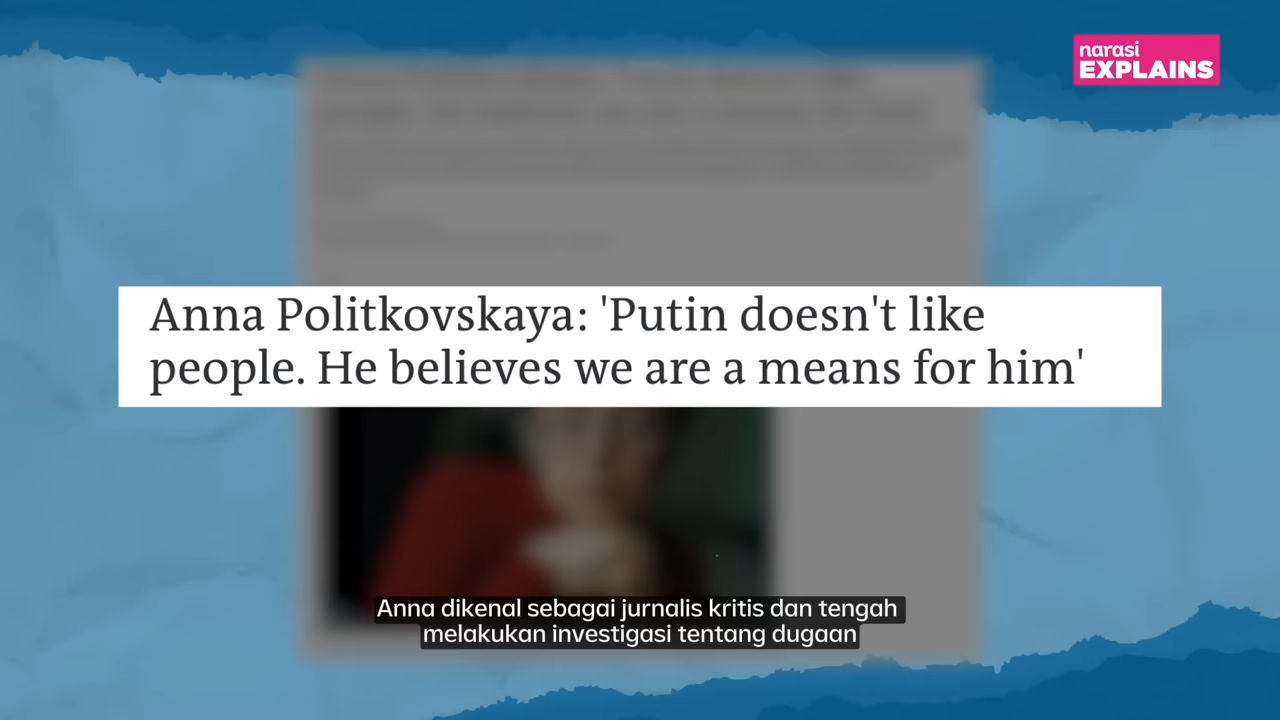 narasi
EXPLAINS
Anna Politkovskaya: 'Putin doesn't like
people. He believes we are a means for him'
Anna dikenal sebagai jurnalis kritis dan tengah
melakukan investigasi tentang dugaan